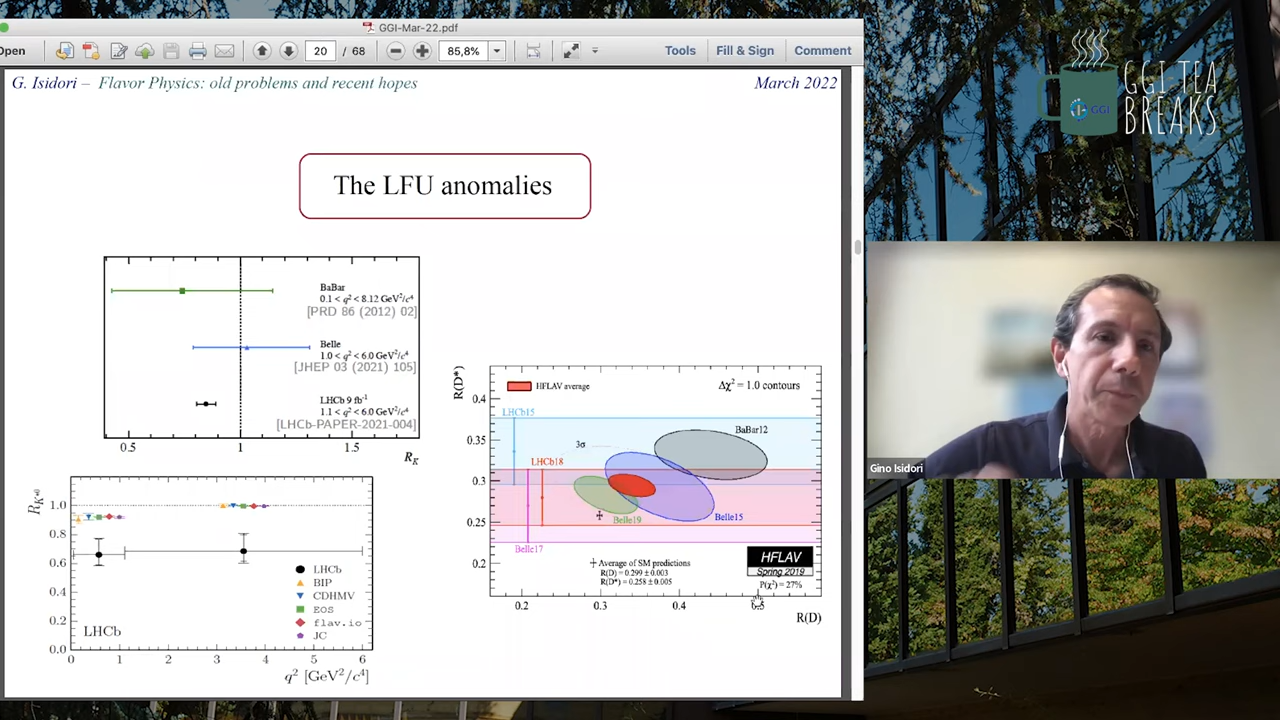 GGI-Mar-22.pdf
Open
20 / 68
85,8%
Tools
Fill & Sign
Comment
G. Isidori – Flavor Physics: old problems and recent hopes
March 2022
The LFU anomalies
BaBar
0.1 < q² < 8.12 GeV²/c⁴
[PRD 86 (2012) 02]
Belle
1.0 < q² < 6.0 GeV²/c⁴
[JHEP 03 (2021) 105]
LHCb 9 fb⁻¹
1.1 < q² < 6.0 GeV²/c⁴
[LHCb-PAPER-2021-004]
0.5 1 1.5
R_K
R_K*0
1.0
0.8
0.6
0.4
0.2
0.0
LHCb
BIP
CDHMV
EOS
flav.io
JC
LHCb
0 1 2 3 4 5 6
q² [GeV²/c⁴]
R(D*)
HFLAV average
Δχ² = 1.0 contours
0.4
0.35
0.3
0.25
0.2
LHCb15
BaBar12
3σ
LHCb18
Belle19
Belle15
Belle17
Average of SM predictions
R(D) = 0.299 ± 0.003
R(D*) = 0.258 ± 0.005
HFLAV
Spring 2019
P(χ²) = 27%
0.2 0.3 0.4 0.5
R(D)
GGI TEA
BREAKS
GGI
Gino Isidori